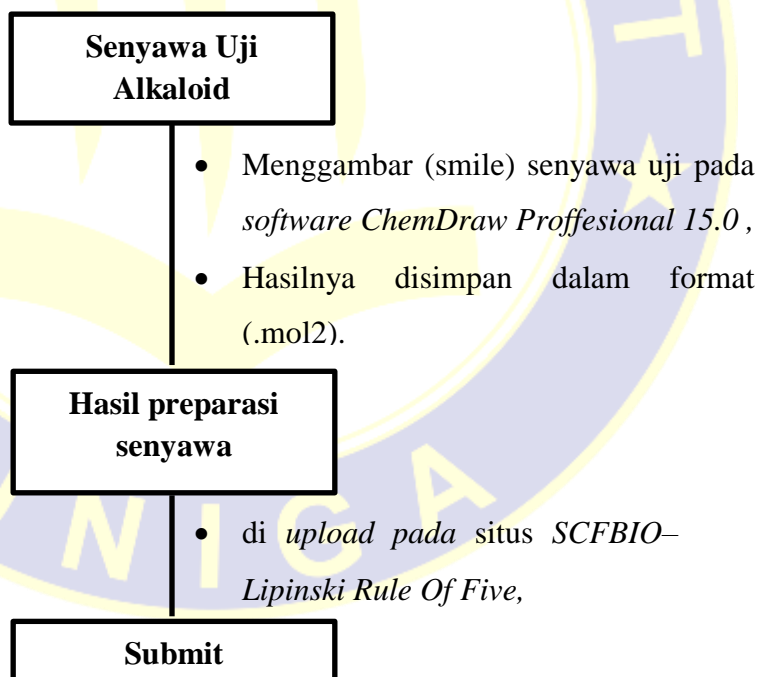 Senyawa Uji
Alkaloid
• Menggambar (smile) senyawa uji pada
software ChemDraw Proffesional 15.0 ,
• Hasilnya disimpan dalam format
(.mol2).
Hasil preparasi
senyawa
• di upload pada situs SCFBIO–
Lipinski Rule Of Five,
Submit
T
NIGA